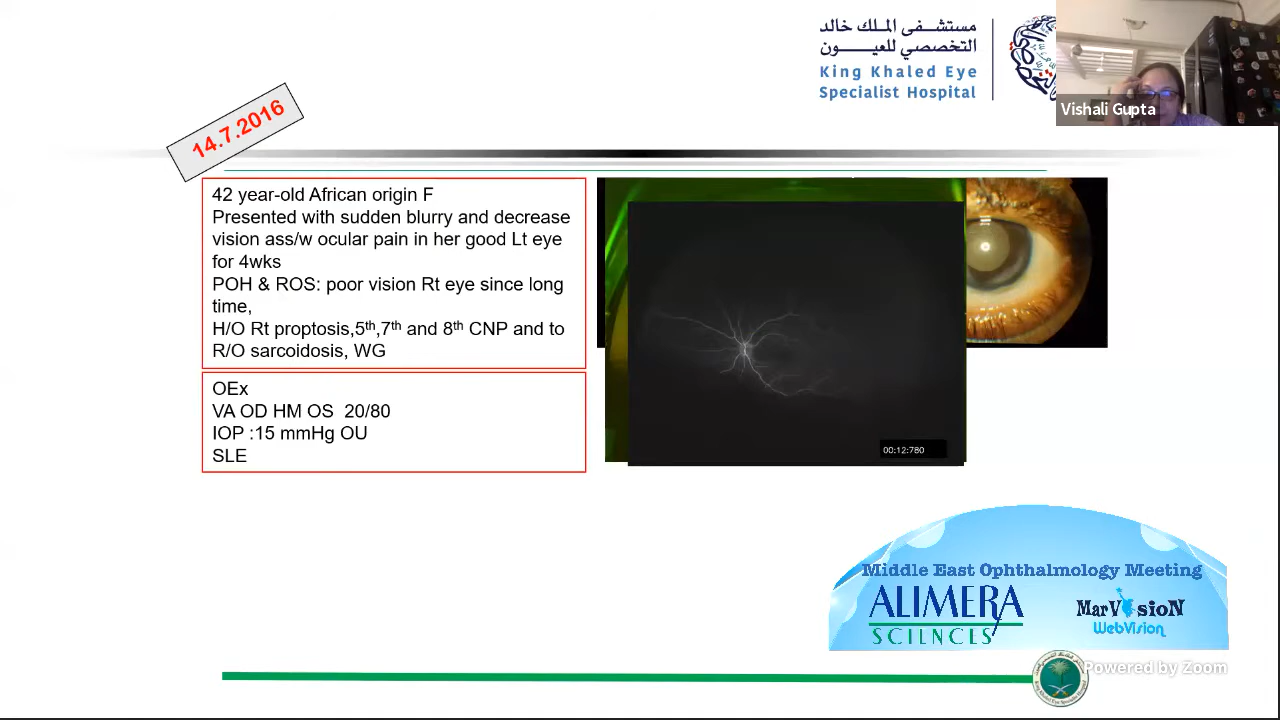 مستشفى الملك خالد
التخصصي للعيون
King Khaled Eye
Specialist Hospital
Vishali Gupta
14.7.2016
42 year-old African origin F
Presented with sudden blurry and decrease
vision ass/w ocular pain in her good Lt eye
for 4wks
POH & ROS: poor vision Rt eye since long
time,
H/O Rt proptosis,5th,7th and 8th CNP and to
R/O sarcoidosis, WG
OEx
VA OD HM OS 20/80
IOP :15 mmHg OU
SLE
00:12:780
Middle East Ophthalmology Meeting
ALIMERA
SCIENCES
MarVisioN
WebVision
Powered by Zoom